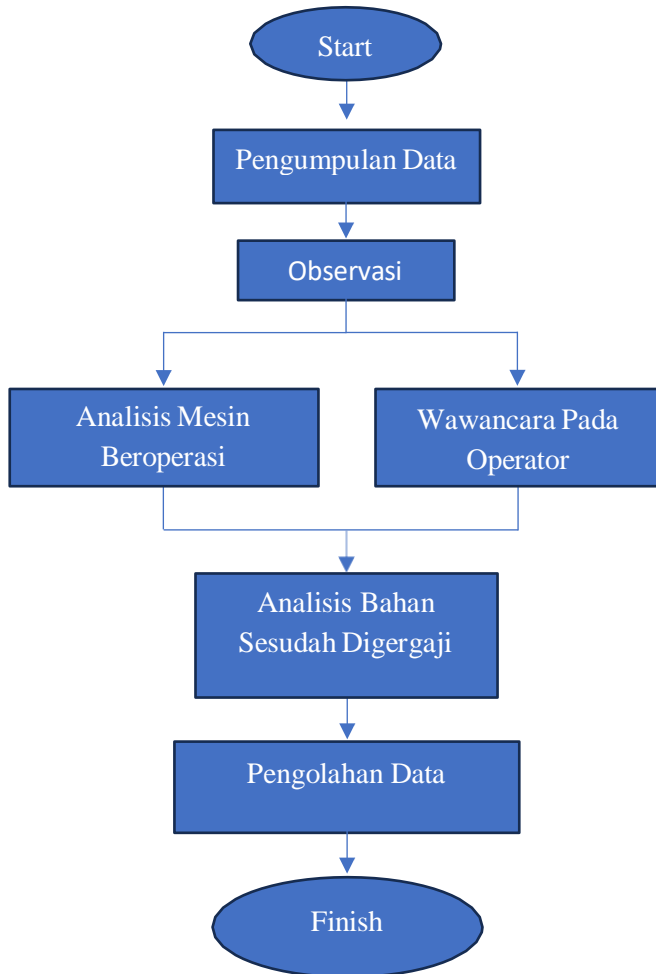 Start
Pengumpulan Data
Observasi
Analisis Mesin
Beroperasi
Wawancara Pada
Operator
Analisis Bahan
Sesudah Digergaji
Pengolahan Data
Finish